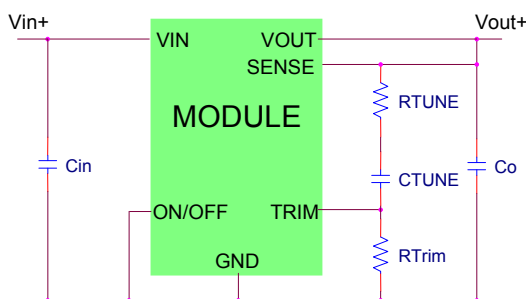 Vin+
Vout+
VIN
VOUT
SENSE
RTUNE
MODULE
Cin
CTUNE
Co
ON/OFF
TRIM
RTrim
GND